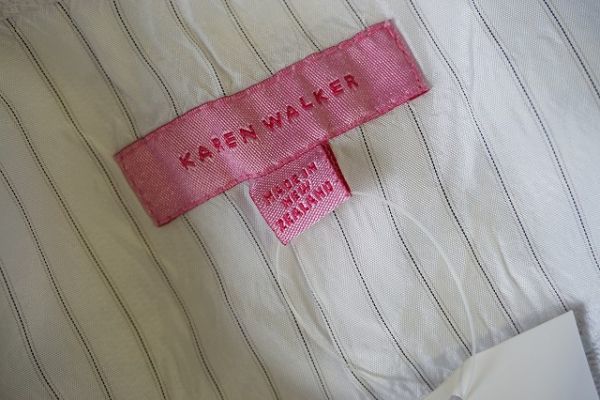 KAREN WALKER
MADE IN
NEW
ZEALAND